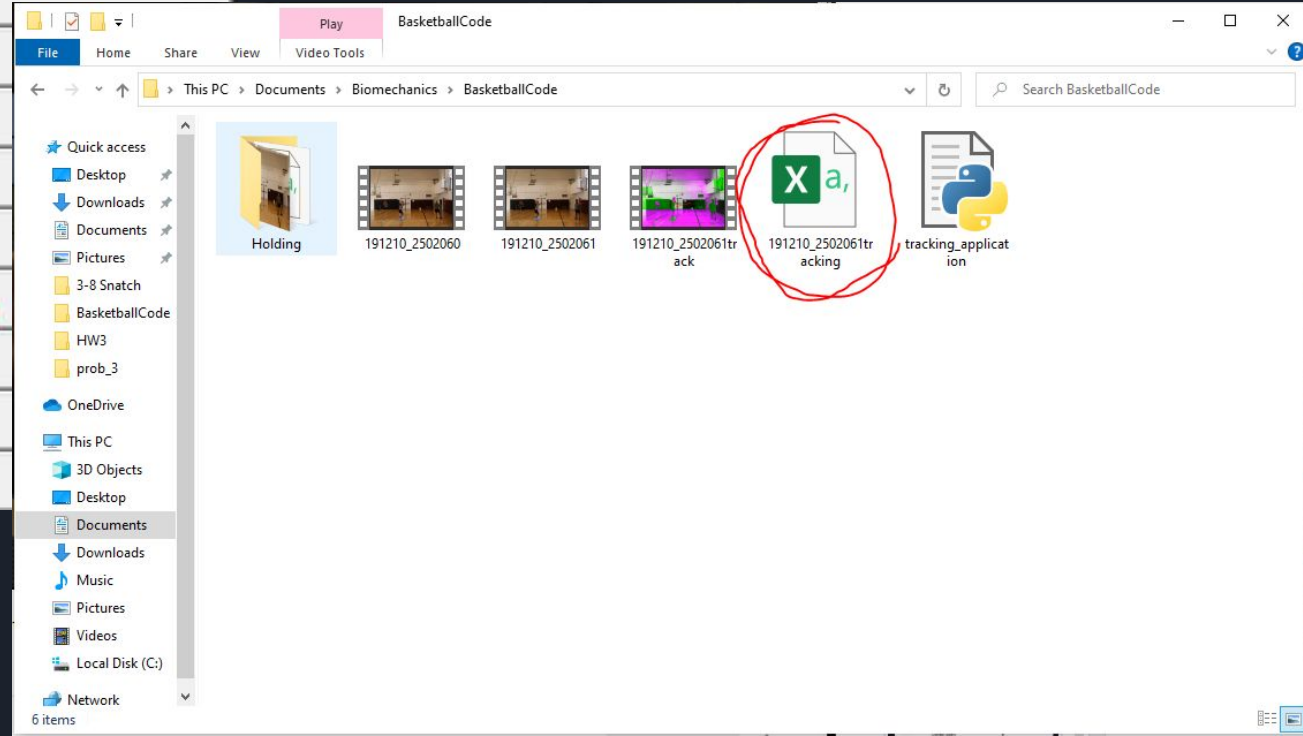 Play
BasketballCode
File
Home
Share
View
Video Tools
This PC
Documents
Biomechanics
BasketballCode
Search BasketballCode
Quick access
Desktop
Downloads
Documents
Pictures
3-8 Snatch
BasketballCode
HW3
prob_3
OneDrive
This PC
3D Objects
Desktop
Documents
Downloads
Music
Pictures
Videos
Local Disk (C:)
Network
Holding
191210_2502060
191210_2502061
191210_2502061tr
ack
X a,
191210_2502061tr
acking
tracking_applicat
ion
6 items